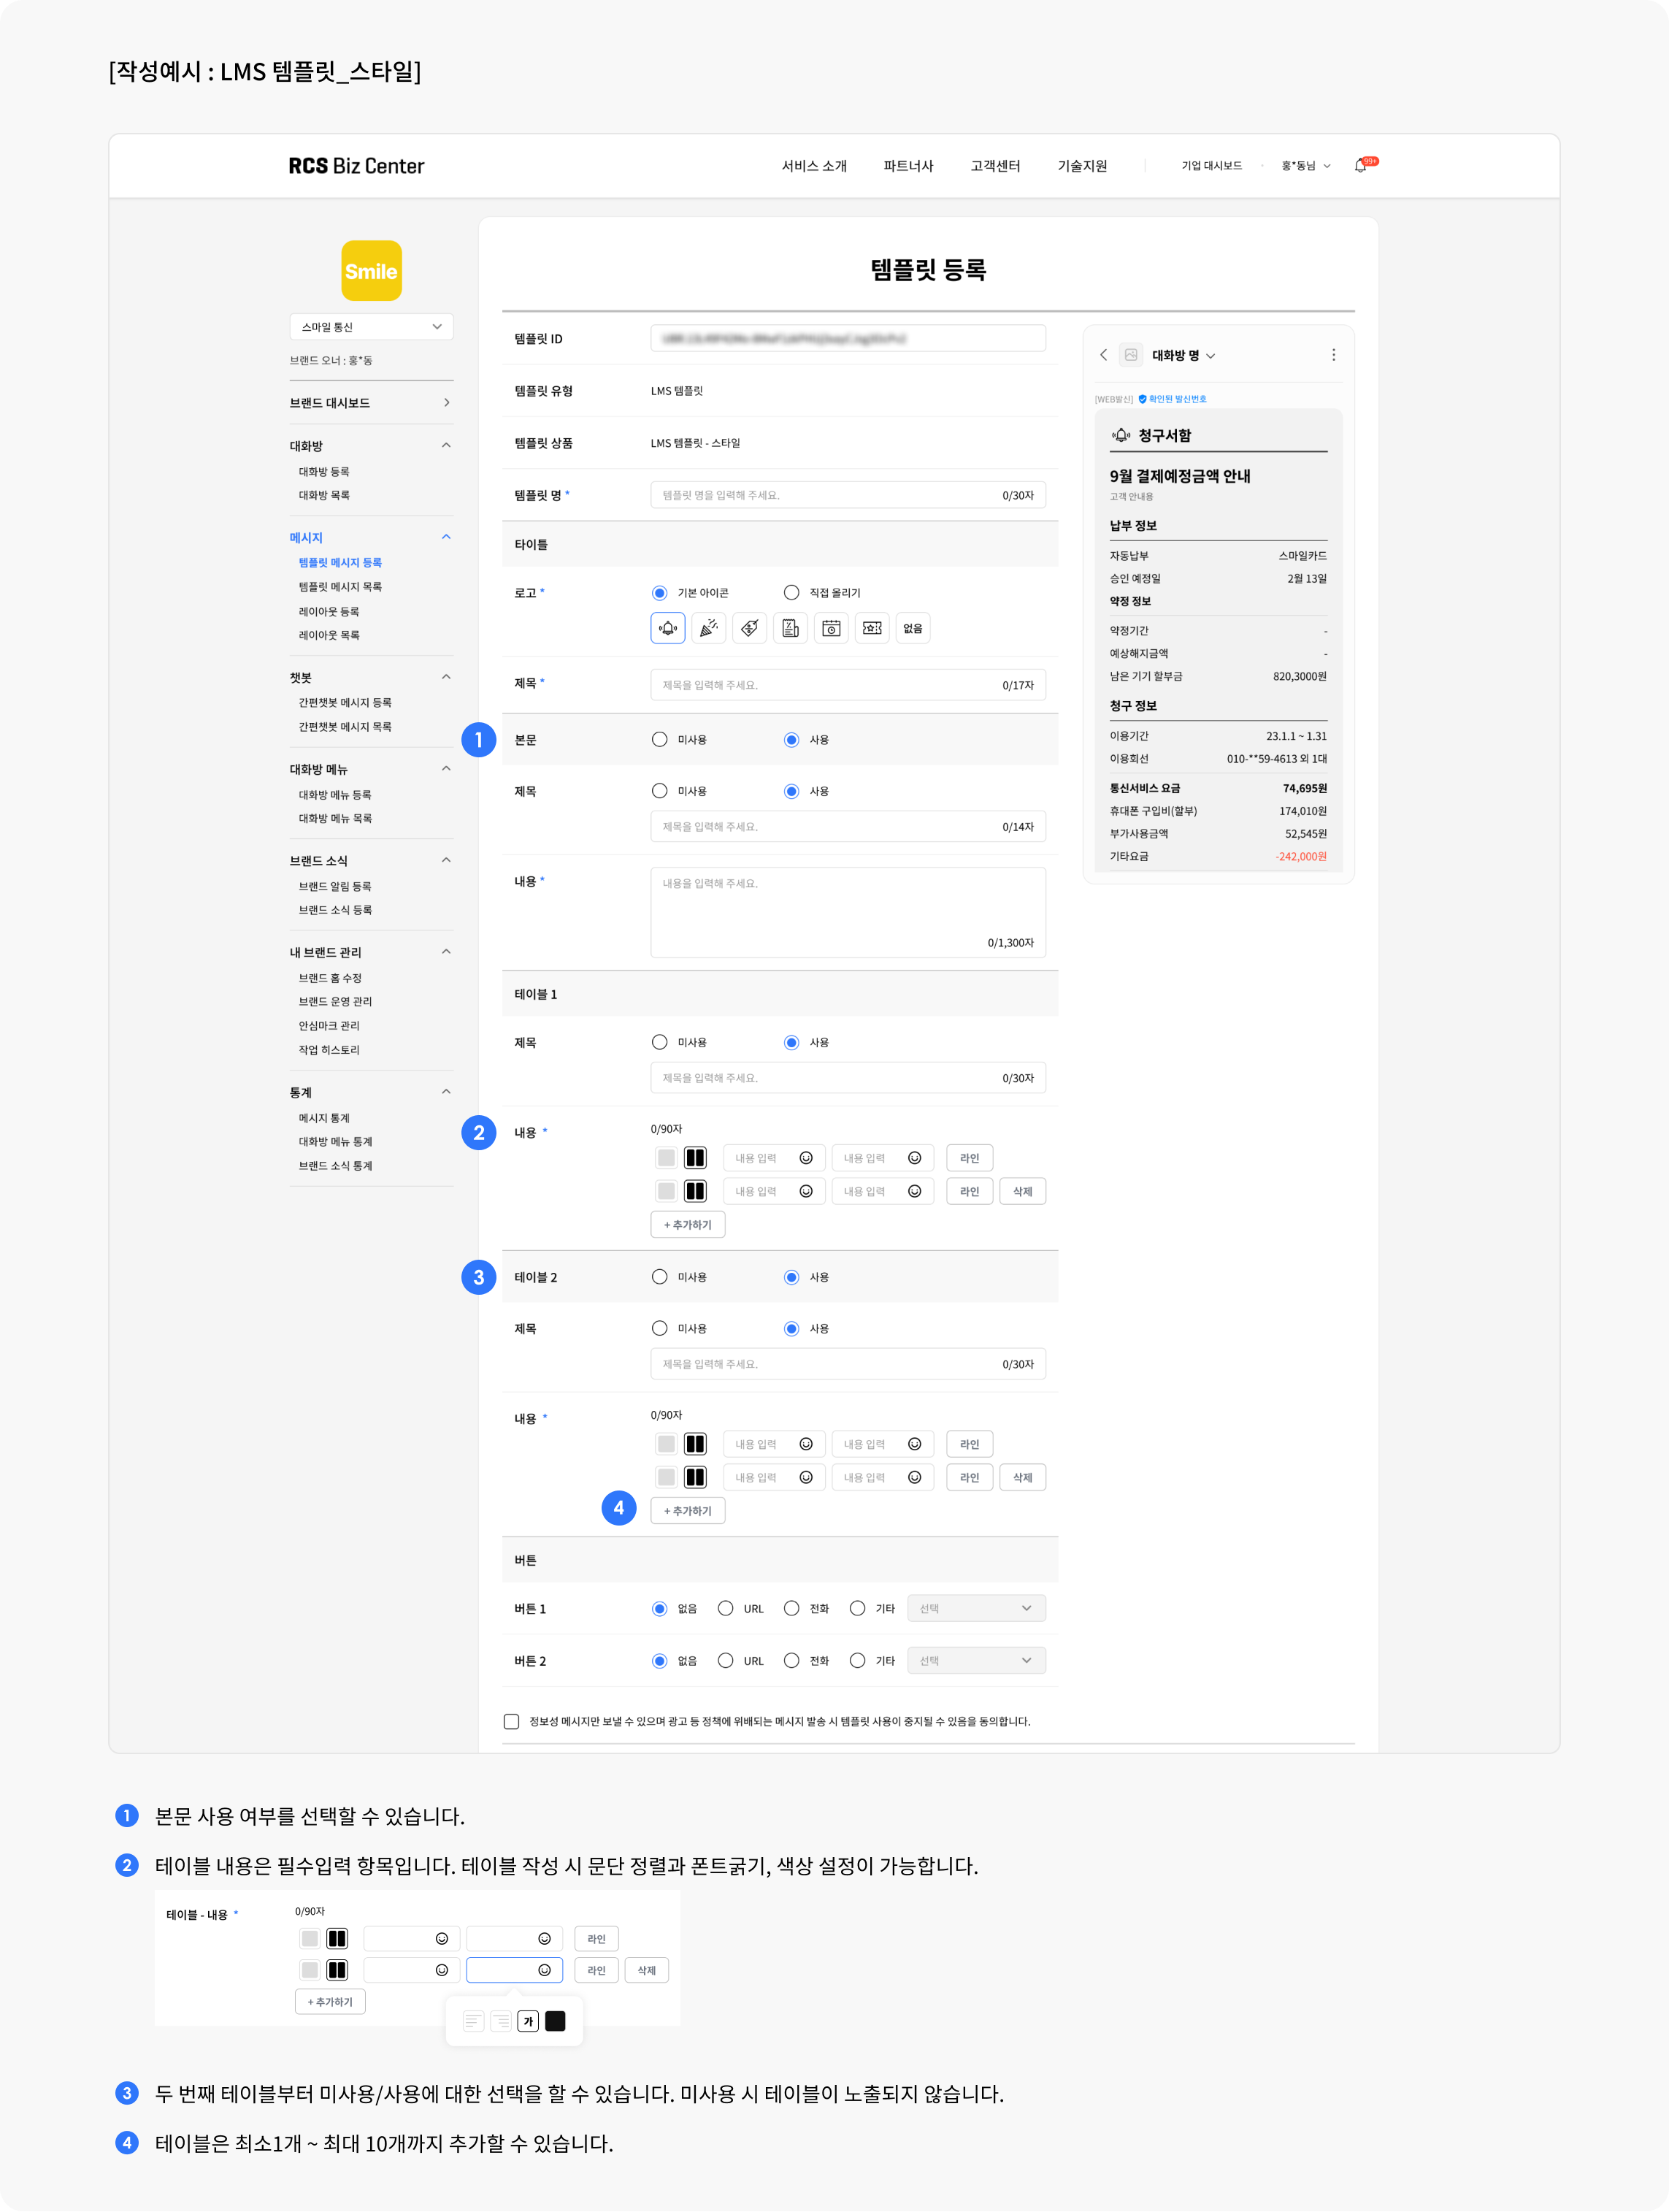 [작성예시 : LMS 템플릿_스타일]
RCS Biz Center
서비스 소개
파트너사
고객센터
기술지원
기업 대시보드
홍*동님
99+
Smile
스마일 통신
브랜드 오너 : 홍*동
브랜드 대시보드
대화방
대화방 등록
대화방 목록
메시지
템플릿 메시지 등록
템플릿 메시지 목록
레이아웃 등록
레이아웃 목록
챗봇
간편챗봇 메시지 등록
간편챗봇 메시지 목록
대화방 메뉴
대화방 메뉴 등록
대화방 메뉴 목록
브랜드 소식
브랜드 알림 등록
브랜드 소식 등록
내 브랜드 관리
브랜드 홈 수정
브랜드 운영 관리
안심마크 관리
작업 히스토리
통계
메시지 통계
대화방 메뉴 통계
브랜드 소식 통계
템플릿 등록
템플릿 ID
템플릿 유형 LMS 템플릿
템플릿 상품 LMS 템플릿 - 스타일
템플릿 명 * 템플릿 명을 입력해 주세요. 0/30자
타이틀
로고 * 기본 아이콘 직접 올리기
없음
제목 * 제목을 입력해 주세요. 0/17자
1 본문 미사용 사용
제목 미사용 사용
제목을 입력해 주세요. 0/14자
내용 * 내용을 입력해 주세요.
0/1,300자
테이블 1
제목 미사용 사용
제목을 입력해 주세요. 0/30자
2 내용 * 0/90자
내용 입력 내용 입력 라인
내용 입력 내용 입력 라인 삭제
+ 추가하기
3 테이블 2 미사용 사용
제목 미사용 사용
제목을 입력해 주세요. 0/30자
내용 * 0/90자
내용 입력 내용 입력 라인
내용 입력 내용 입력 라인 삭제
4 + 추가하기
버튼
버튼 1 없음 URL 전화 기타 선택
버튼 2 없음 URL 전화 기타 선택
정보성 메시지만 보낼 수 있으며 광고 등 정책에 위배되는 메시지 발송 시 템플릿 사용이 중지될 수 있음을 동의합니다.
대화방 명
[WEB발신] 확인된 발신번호
청구서함
9월 결제예정금액 안내
고객 안내용
납부 정보
자동납부 스마일카드
승인 예정일 2월 13일
약정 정보
약정기간 -
예상해지금액 -
남은 기기 할부금 820,3000원
청구 정보
이용기간 23.1.1 ~ 1.31
이용회선 010-**59-4613 외 1대
통신서비스 요금 74,695원
휴대폰 구입비(할부) 174,010원
부가사용금액 52,545원
기타요금 -242,000원
1 본문 사용 여부를 선택할 수 있습니다.
2 테이블 내용은 필수입력 항목입니다. 테이블 작성 시 문단 정렬과 폰트굵기, 색상 설정이 가능합니다.
테이블 - 내용 * 0/90자
라인
라인 삭제
+ 추가하기
가
3 두 번째 테이블부터 미사용/사용에 대한 선택을 할 수 있습니다. 미사용 시 테이블이 노출되지 않습니다.
4 테이블은 최소1개 ~ 최대 10개까지 추가할 수 있습니다.